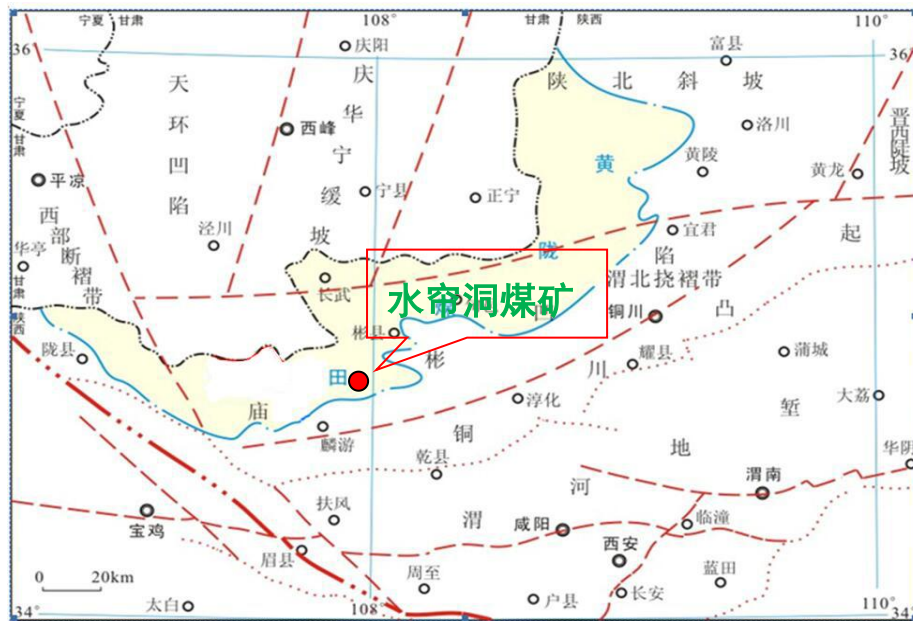 宁夏 甘肃
108°
甘肃 陕西
110°
36
庆阳
富县
36
天环凹陷
庆华宁缓坡
陕北斜坡
宁夏
甘肃
西峰
洛川
晋西陡坡
平凉
黄陵
黄龙
宁县
正宁
西部断褶带
泾川
宜君
起
华亭
黄陇
陷
渭北挠褶带
长武
甘肃
陕西
水帘洞煤矿
铜川
凸
彬县
彬
陇县
耀县
川
蒲城
田
淳化
大荔
庙
麟游
铜
堑
乾县
地
华阴
渭南
扶风
河
渭
咸阳
临潼
宝鸡
西安
眉县
蓝田
0 20km
周至
太白
户县
长安
34°
108°
110°
34